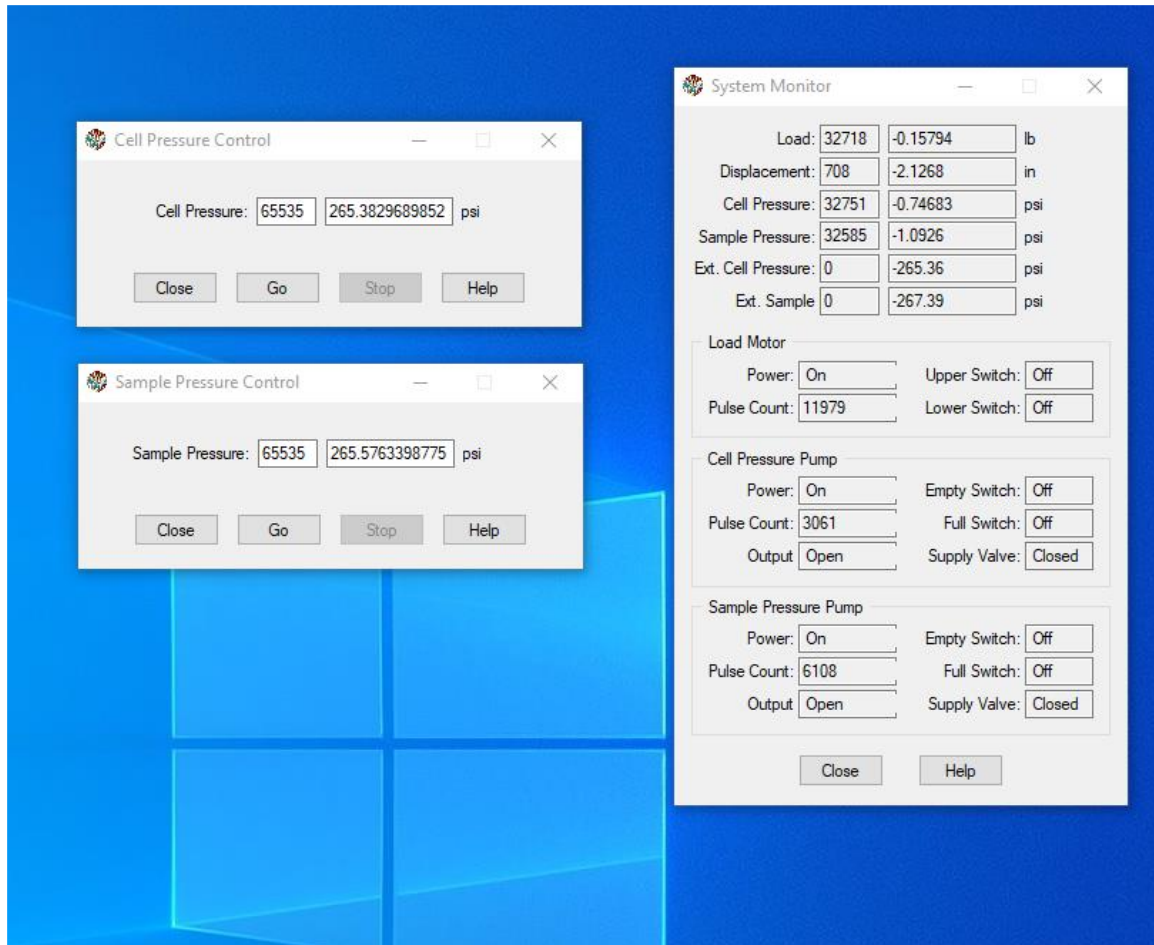 Cell Pressure Control
Cell Pressure: 65535 265.3829689852 psi
Close Go Stop Help
Sample Pressure Control
Sample Pressure: 65535 265.5763398775 psi
Close Go Stop Help
System Monitor
Load: 32718 -0.15794 lb
Displacement: 708 -2.1268 in
Cell Pressure: 32751 -0.74683 psi
Sample Pressure: 32585 -1.0926 psi
Ext. Cell Pressure: 0 -265.36 psi
Ext. Sample 0 -267.39 psi
Load Motor
Power: On Upper Switch: Off
Pulse Count: 11979 Lower Switch: Off
Cell Pressure Pump
Power: On Empty Switch: Off
Pulse Count: 3061 Full Switch: Off
Output Open Supply Valve: Closed
Sample Pressure Pump
Power: On Empty Switch: Off
Pulse Count: 6108 Full Switch: Off
Output Open Supply Valve: Closed
Close Help